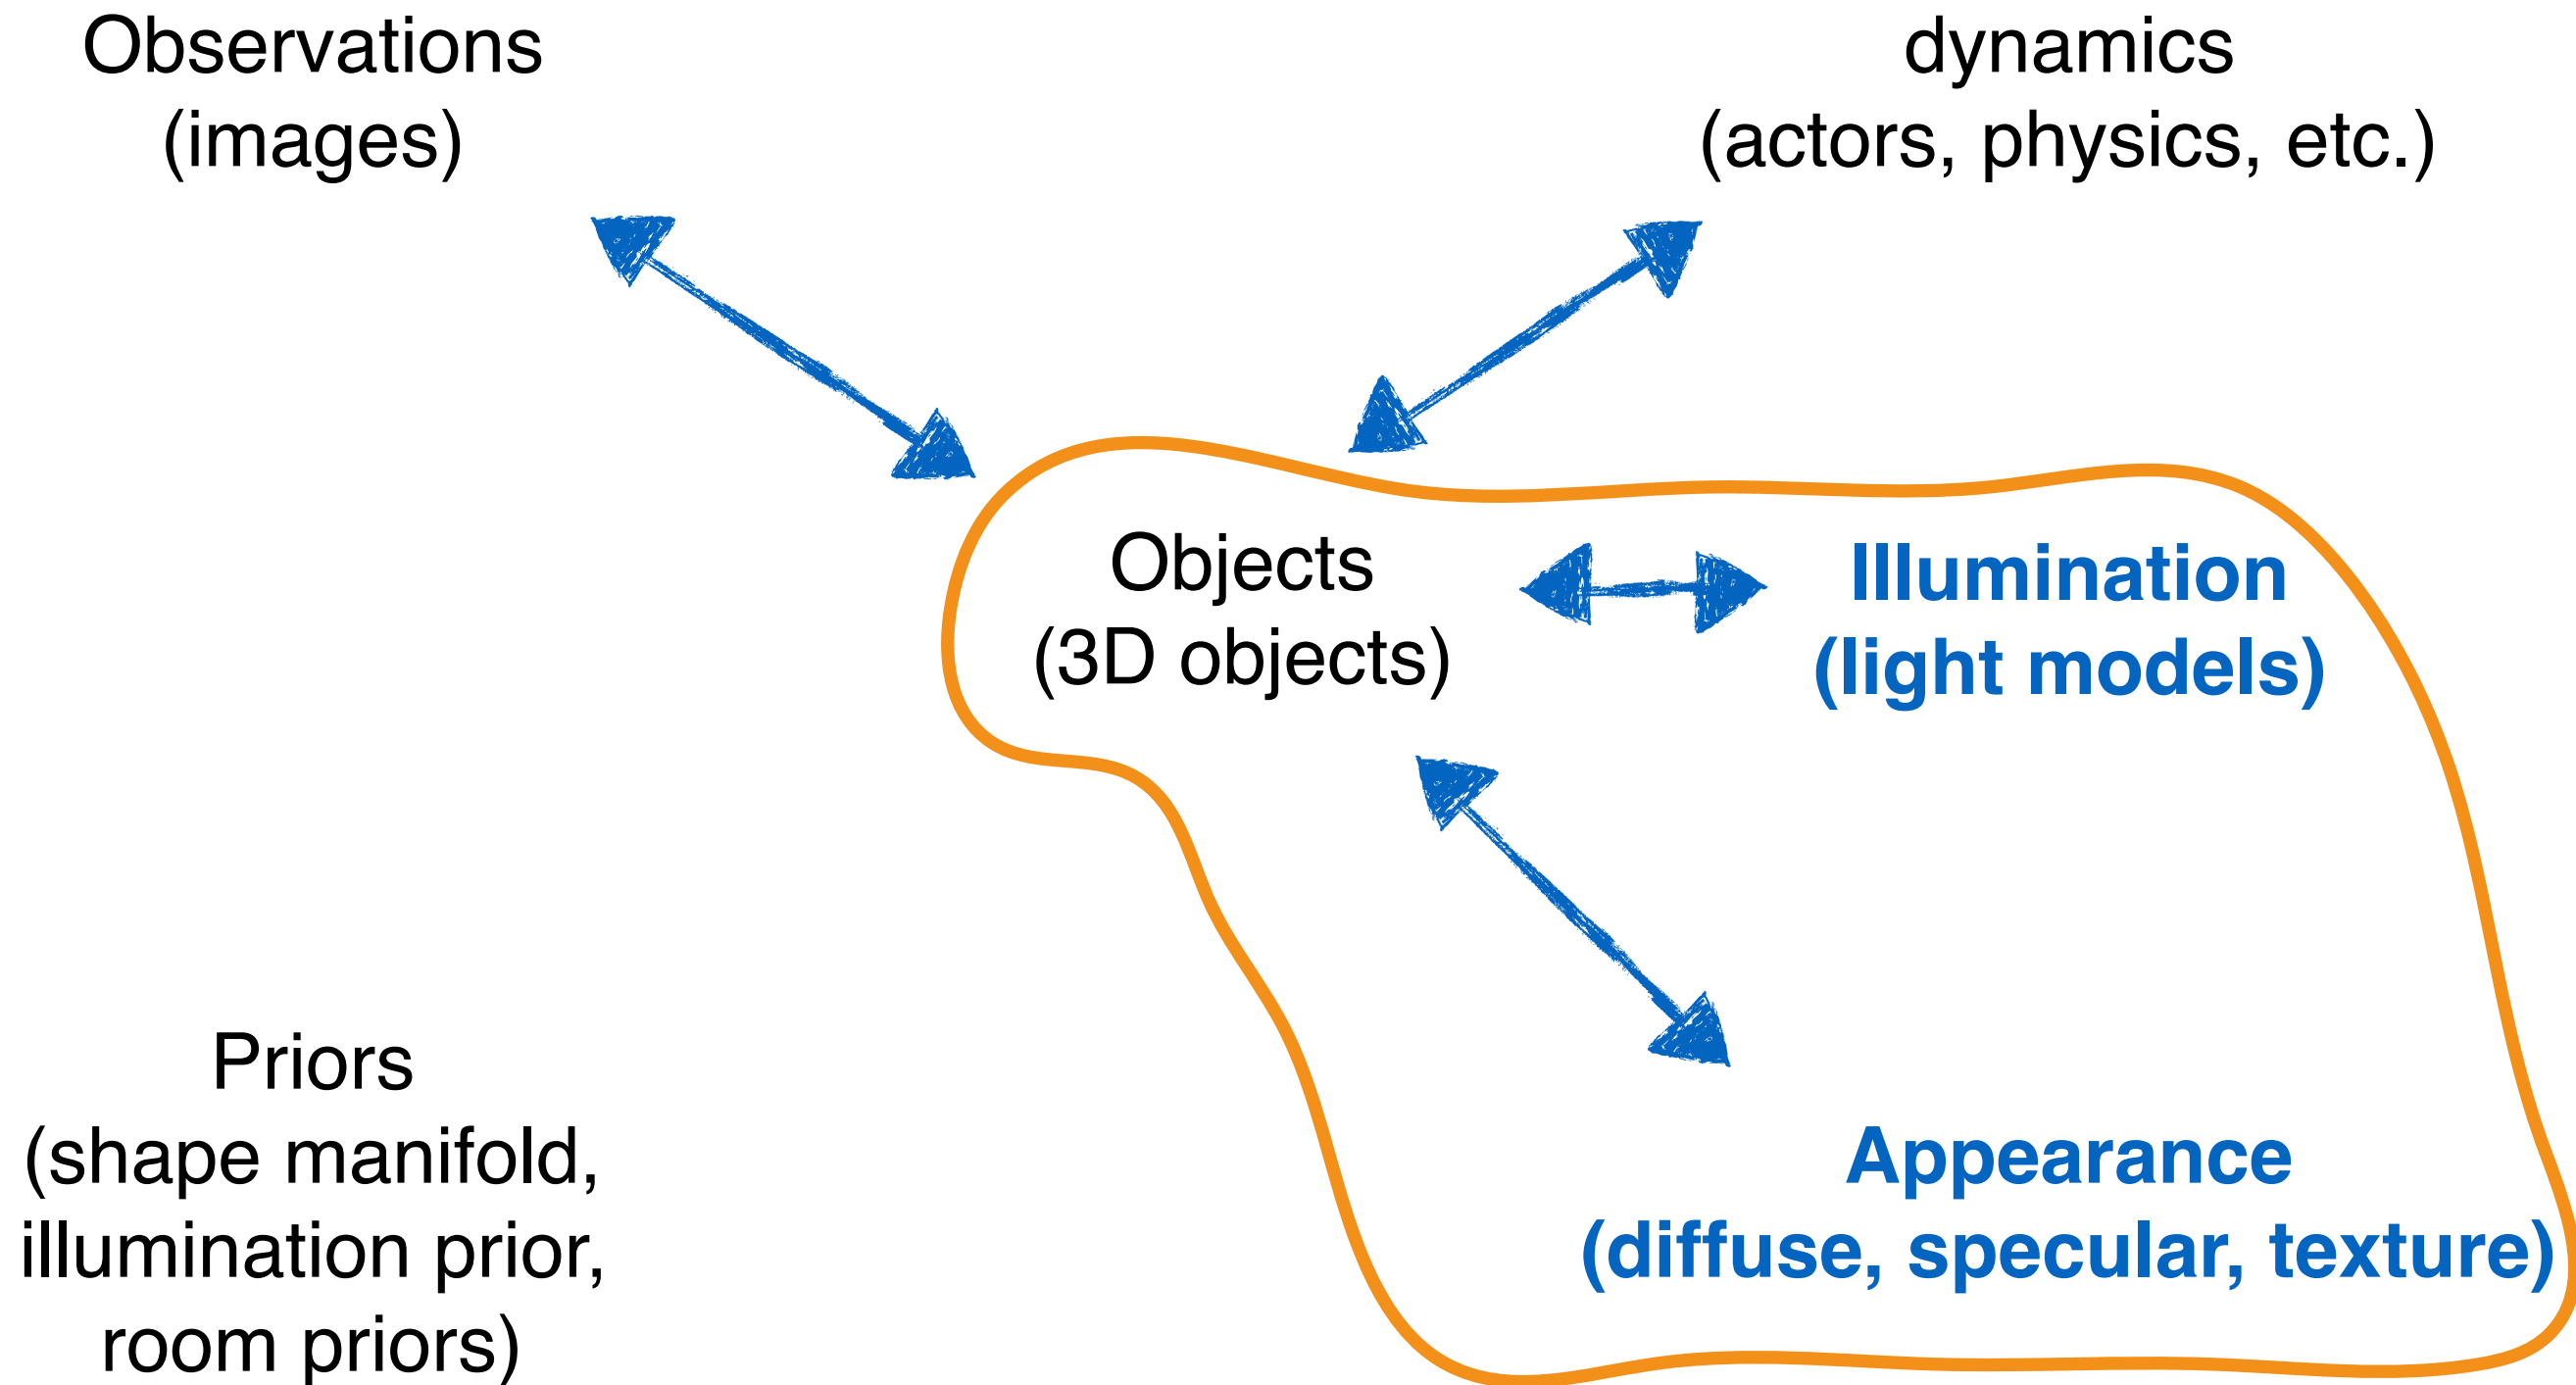 Observations
(images)
dynamics
(actors, physics, etc.)
Objects
(3D objects)
Illumination
(light models)
Priors
(shape manifold,
illumination prior,
room priors)
Appearance
(diffuse, specular, texture)